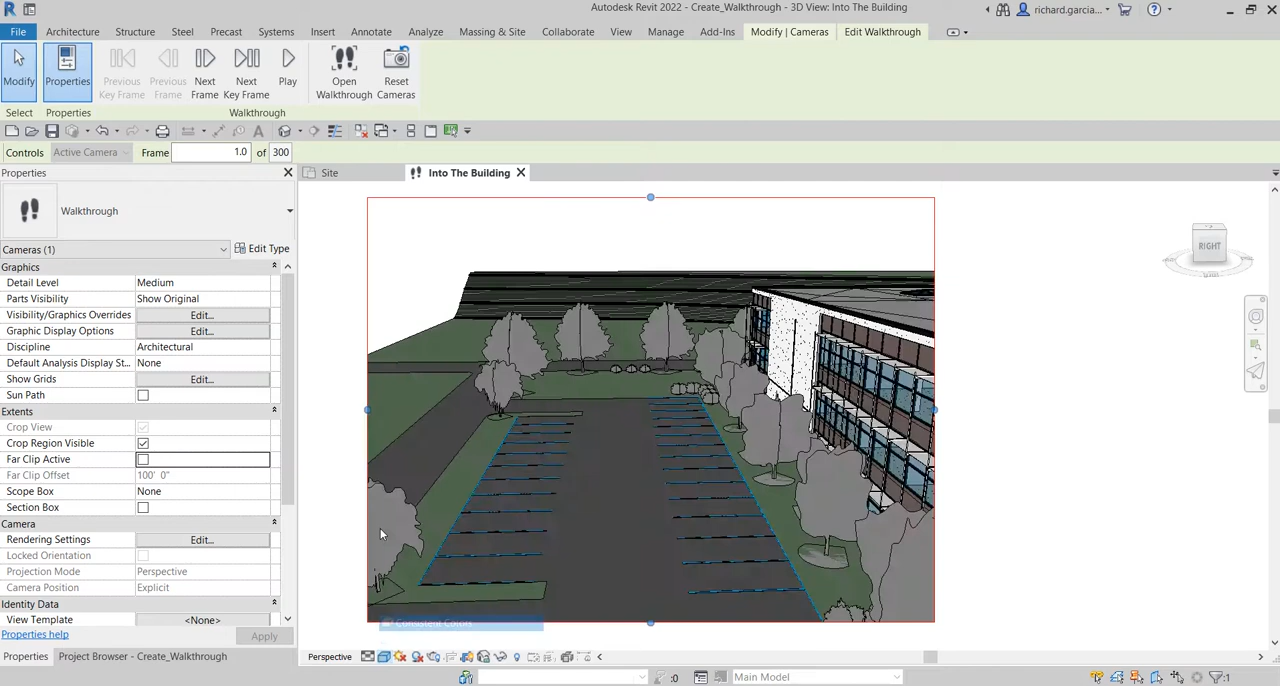 Autodesk Revit 2022 - Create_Walkthrough - 3D View: Into The Building
richard.garcia...
File Architecture Structure Steel Precast Systems Insert Annotate Analyze Massing & Site Collaborate View Manage Add-Ins Modify | Cameras Edit Walkthrough
Modify Properties Previous Key Frame Previous Frame Next Frame Next Key Frame Play Open Walkthrough Reset Cameras
Select Properties Walkthrough
Controls Active Camera Frame 1.0 of 300
Properties Site Into The Building
Walkthrough
RIGHT
Cameras (1) Edit Type
Graphics
Detail Level Medium
Parts Visibility Show Original
Visibility/Graphics Overrides Edit...
Graphic Display Options Edit...
Discipline Architectural
Default Analysis Display St... None
Show Grids Edit...
Sun Path
Extents
Crop View
Crop Region Visible
Far Clip Active
Far Clip Offset 100' 0"
Scope Box None
Section Box
Camera
Rendering Settings Edit...
Locked Orientation
Projection Mode Perspective
Camera Position Explicit
Identity Data
View Template <None>
Consistent Colors
Properties help Apply
Properties Project Browser - Create_Walkthrough Perspective
:0 Main Model :1